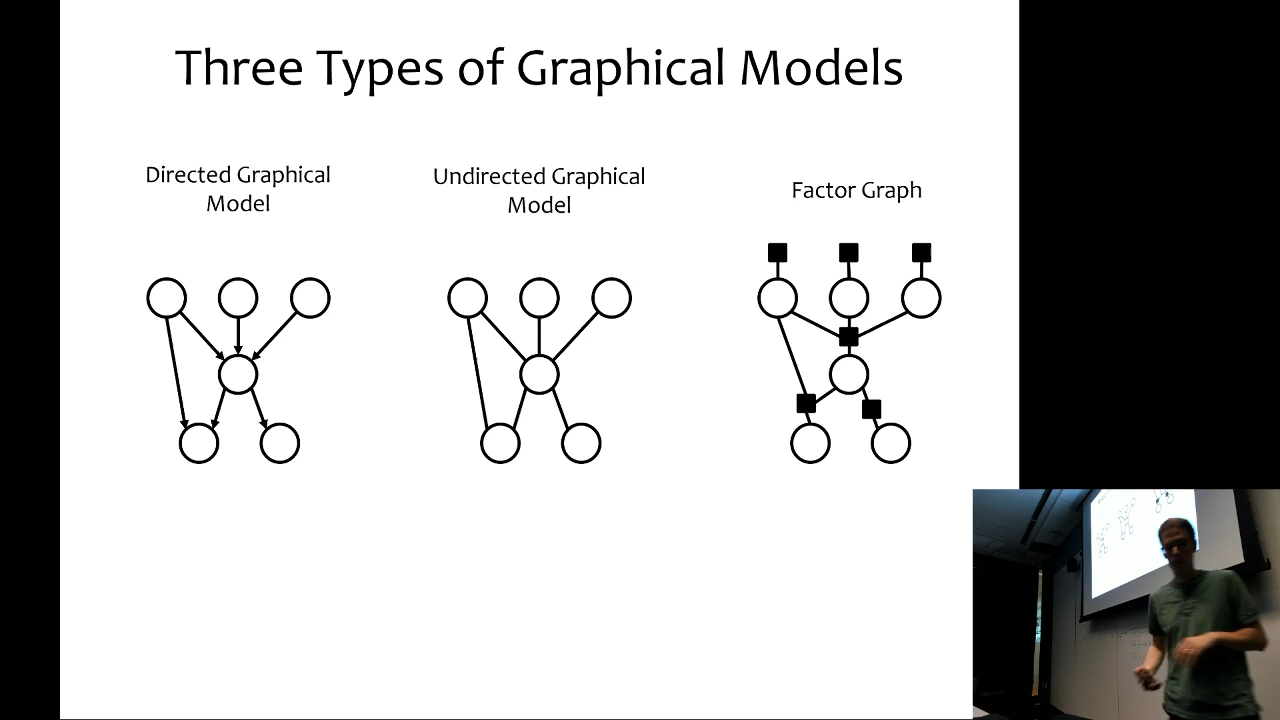 Three Types of Graphical Models
Directed Graphical
Model
Undirected Graphical
Model
Factor Graph